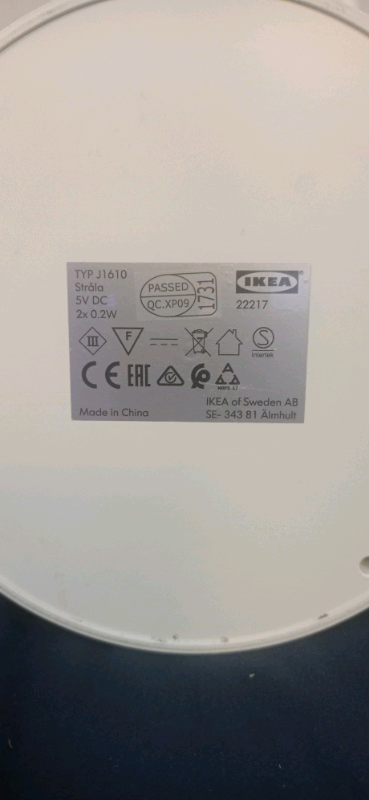 TYP J1610
Stråla
5V DC
2x 0.2W
PASSED
QC.XP09
1731
IKEA
22217
III
F
S
CE EAC
Made in China
IKEA of Sweden AB
SE- 343 81 Älmhult